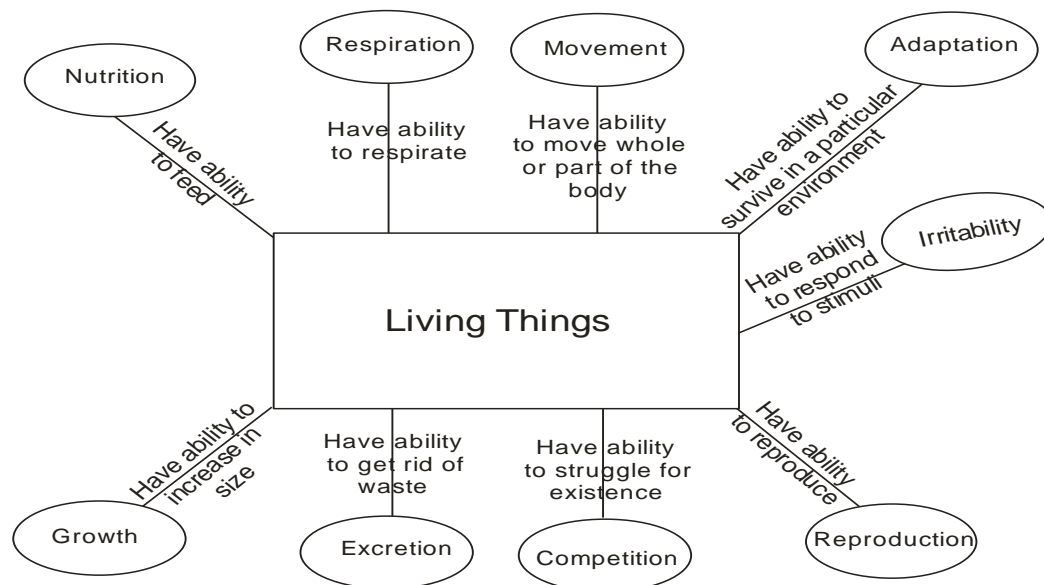 Nutrition
Respiration
Movement
Adaptation
Have ability
to feed
Have ability
to respirate
Have ability
to move whole
or part of the
body
Have ability to
survive in a particular
environment
Irritability
Have ability
to respond
to stimuli
Living Things
Have ability to
increase in
size
Have ability
to get rid of
waste
Have ability
to struggle for
existence
Have ability
to reproduce
Growth
Excretion
Competition
Reproduction